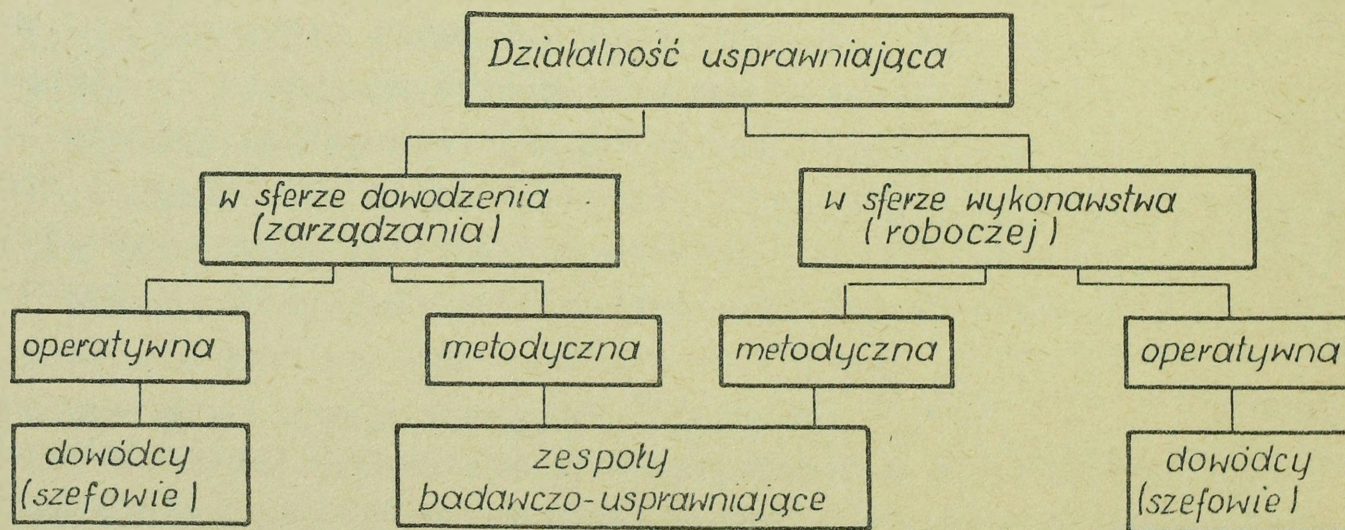 Działalność usprawniająca
w sferze dowodzenia
(zarządzania)
w sferze wykonawstwa
(roboczej)
operatywna
metodyczna
metodyczna
operatywna
dowódcy
(szefowie)
zespoły
badawczo-usprawniające
dowódcy
(szefowie)